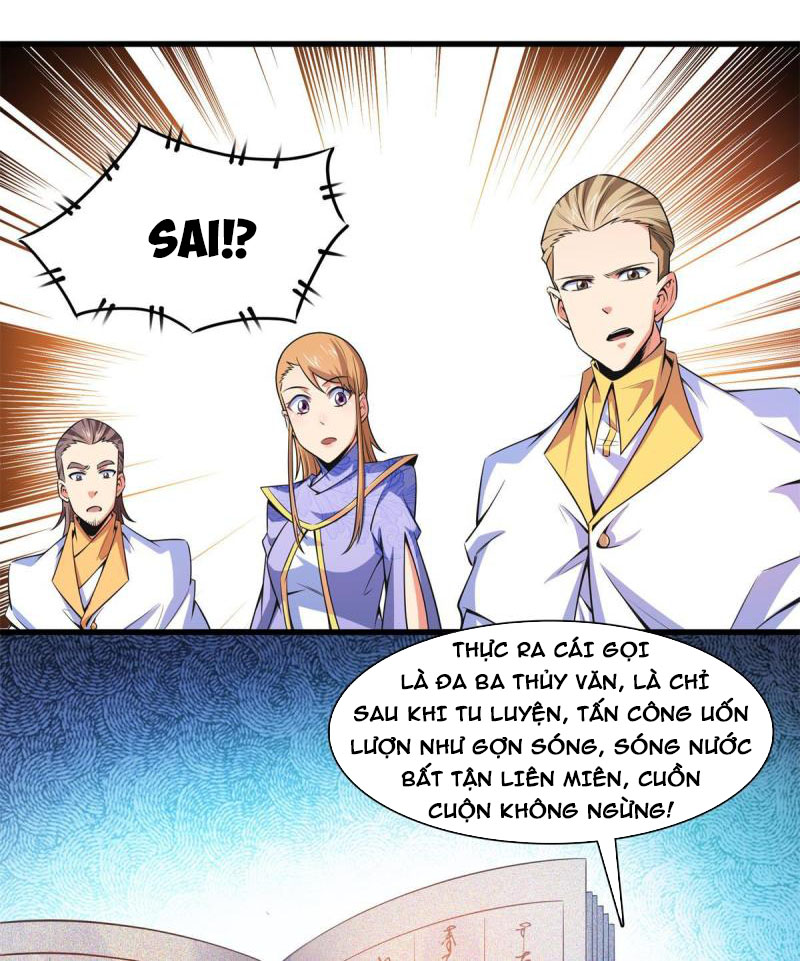 SAI!?
THỰC RA CÁI GỌI
LÀ ĐA BA THỦY VĂN, LÀ CHỈ
SAU KHI TU LUYỆN, TẤN CÔNG UỐN
LƯỢN NHƯ GỢN SÓNG, SÓNG NƯỚC
BẤT TẬN LIÊN MIÊN, CUỒN
CUỘN KHÔNG NGỪNG!